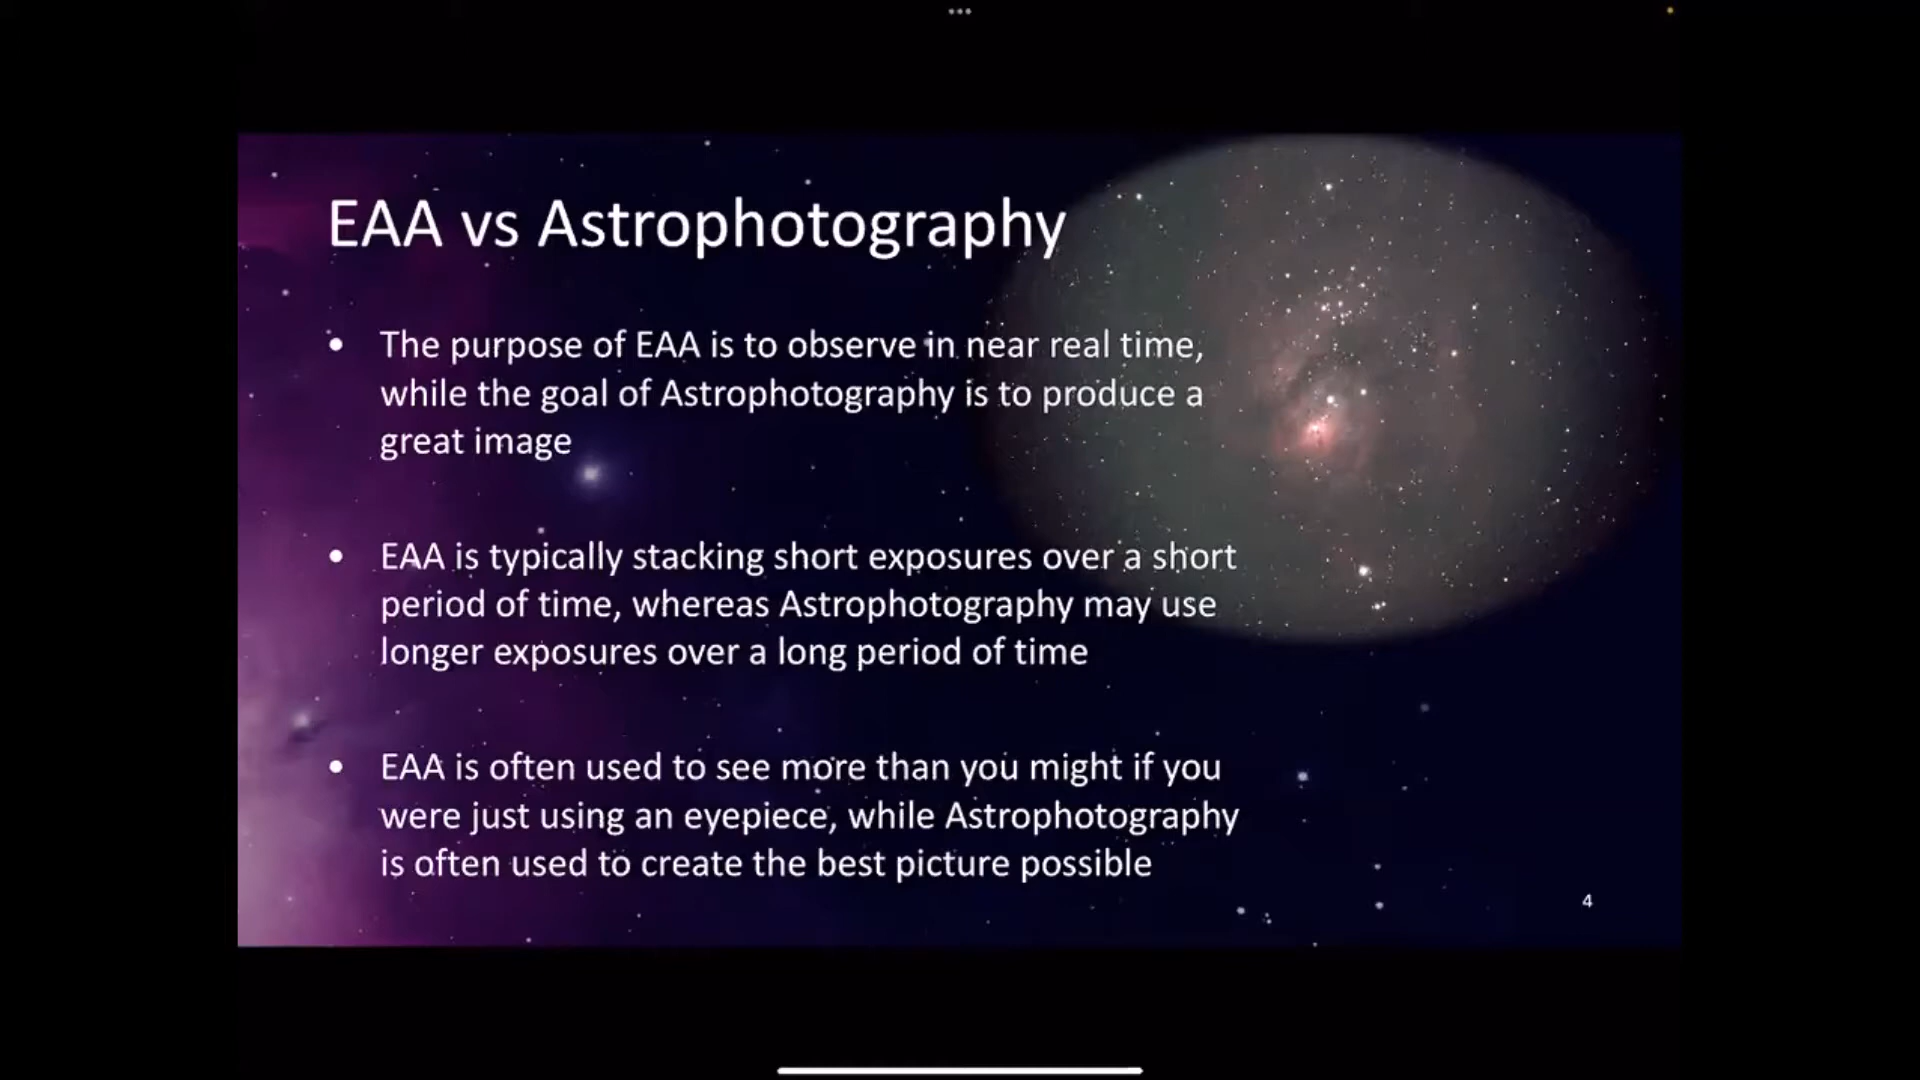 EAA vs Astrophotography
• The purpose of EAA is to observe in near real time,
while the goal of Astrophotography is to produce a
great image
• EAA is typically stacking short exposures over a short
period of time, whereas Astrophotography may use
longer exposures over a long period of time
• EAA is often used to see more than you might if you
were just using an eyepiece, while Astrophotography
is often used to create the best picture possible
4